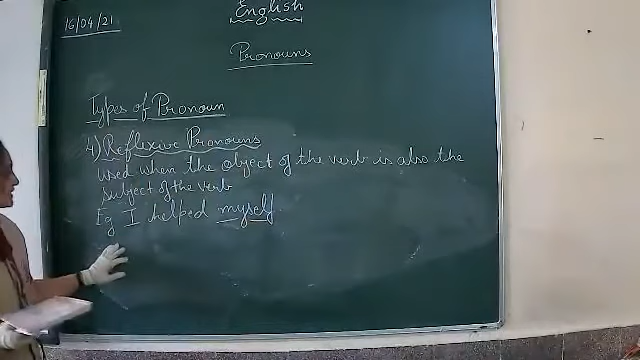 16/04/21
English
Pronouns
Types of Pronoun
4) Reflexive Pronouns
used when the object of the verb is also the
subject of the verb
Eg I helped myself.